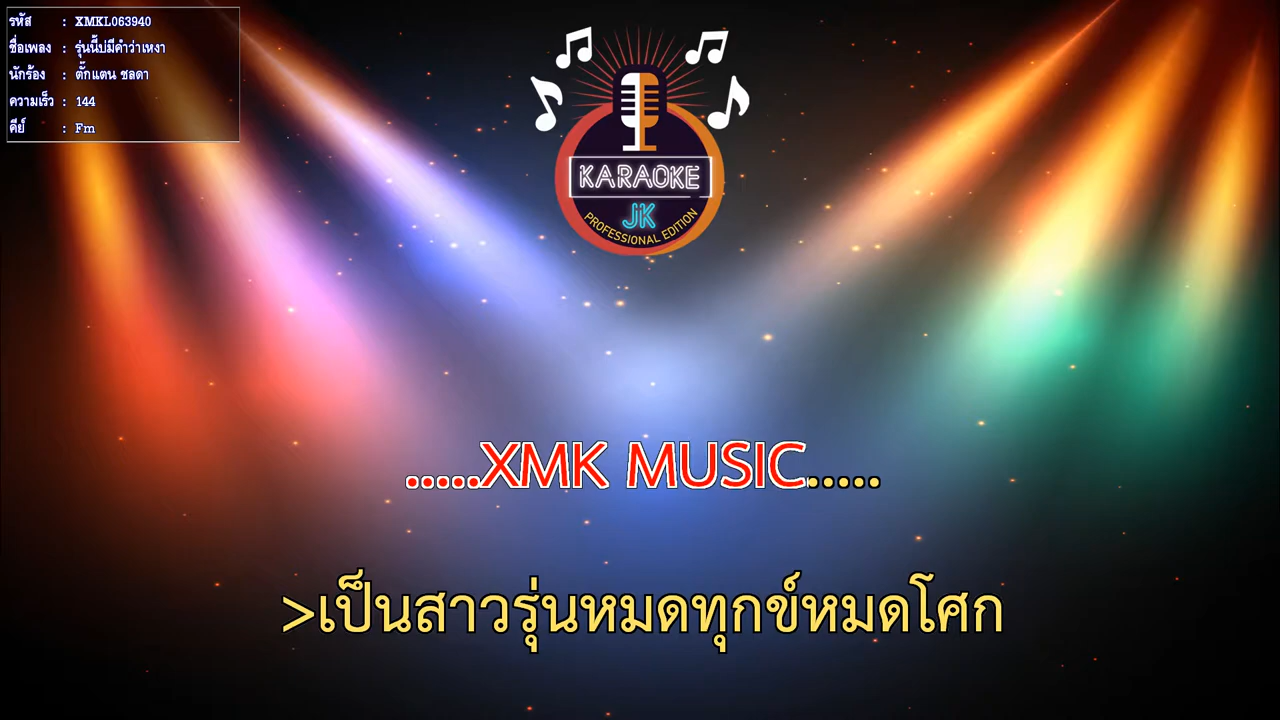 รหัส : XMKL063940
ชื่อเพลง : รุ่นนี้บ่มีคำว่าเหงา
นักร้อง : ตั๊กแตน ชลดา
ความเร็ว : 144
คีย์ : Fm
KARAOKE
JK
PROFESSIONAL EDITION
.....XMK MUSIC.....
>เป็นสาวรุ่นหมดทุกข์หมดโศก